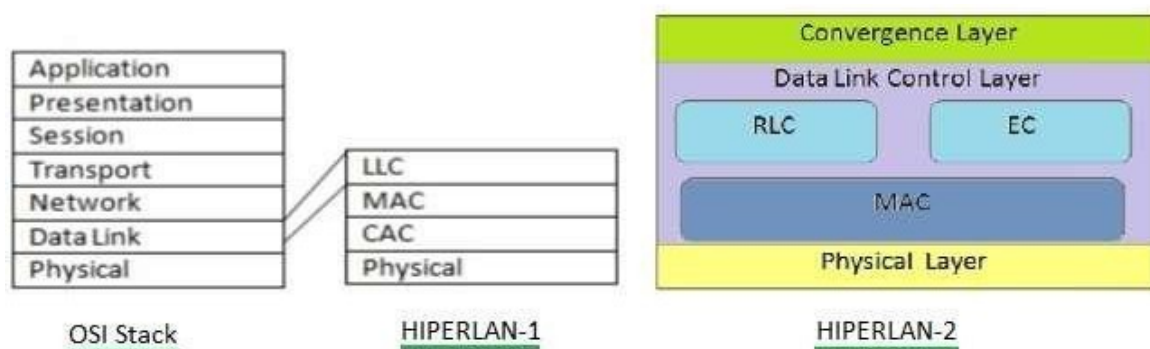 Application
Presentation
Session
Transport
Network
Data Link
Physical
OSI Stack
LLC
MAC
CAC
Physical
HIPERLAN-1
Convergence Layer
Data Link Control Layer
RLC EC
MAC
Physical Layer
HIPERLAN-2